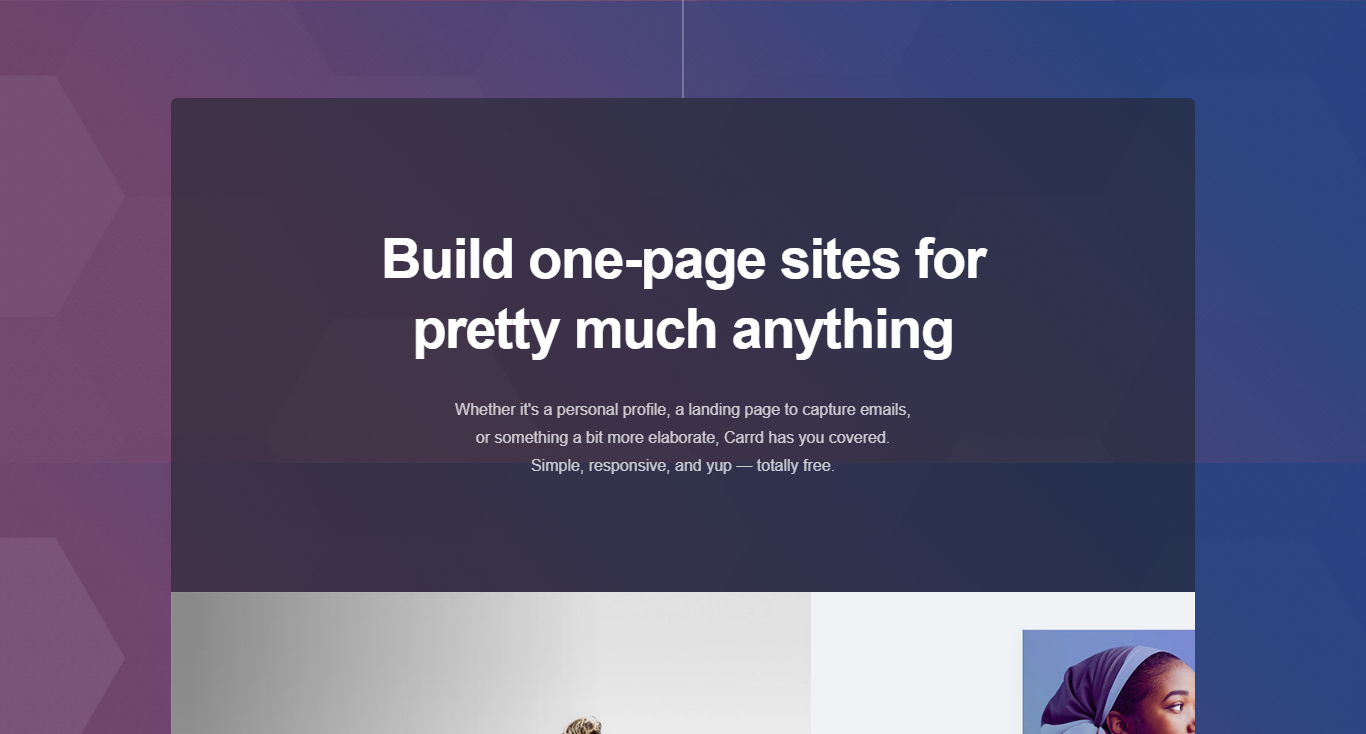 Build one-page sites for
pretty much anything
Whether it's a personal profile, a landing page to capture emails,
or something a bit more elaborate, Carrd has you covered.
Simple, responsive, and yup — totally free.